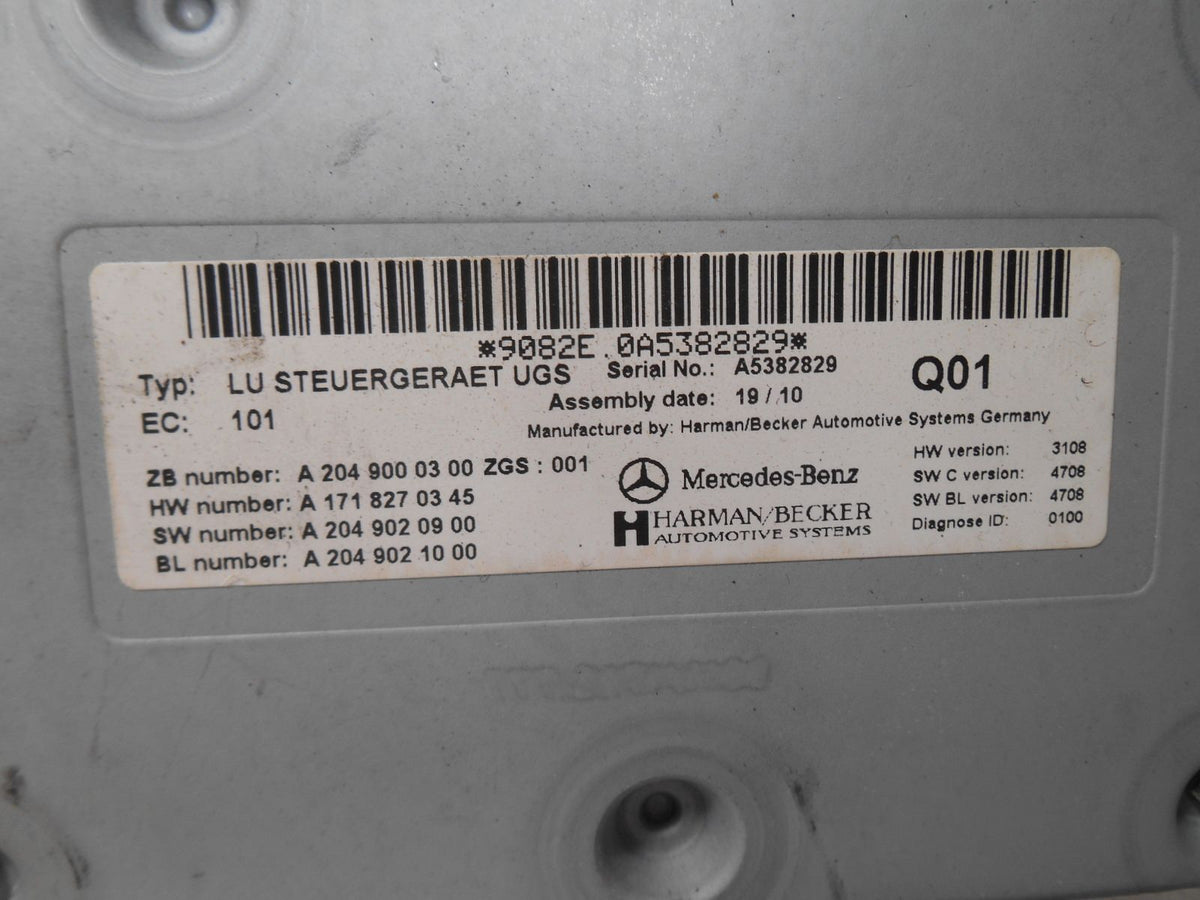 *9082E.0A5382829*
Typ: LU STEUERGERAET UGS Serial No.: A5382829 Q01
EC: 101 Assembly date: 19 / 10
Manufactured by: Harman/Becker Automotive Systems Germany
ZB number: A 204 900 03 00 ZGS : 001
HW number: A 171 827 03 45
SW number: A 204 902 09 00
BL number: A 204 902 10 00
Mercedes-Benz
HARMAN/BECKER
AUTOMOTIVE SYSTEMS
HW version: 3108
SW C version: 4708
SW BL version: 4708
Diagnose ID: 0100